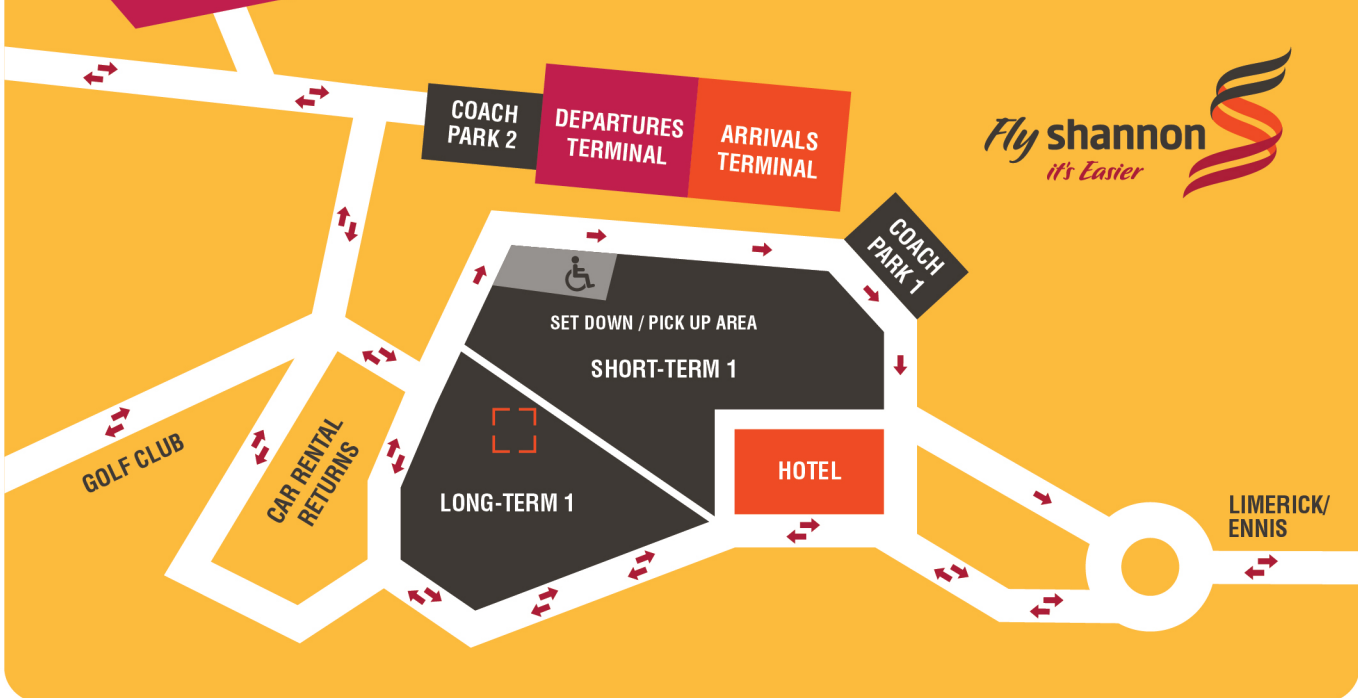 COACH
PARK 2
DEPARTURES
TERMINAL
ARRIVALS
TERMINAL
Fly shannon
it's Easier
COACH
PARK 1
SET DOWN / PICK UP AREA
SHORT-TERM 1
GOLF CLUB
CAR RENTAL
RETURNS
LONG-TERM 1
HOTEL
LIMERICK/
ENNIS